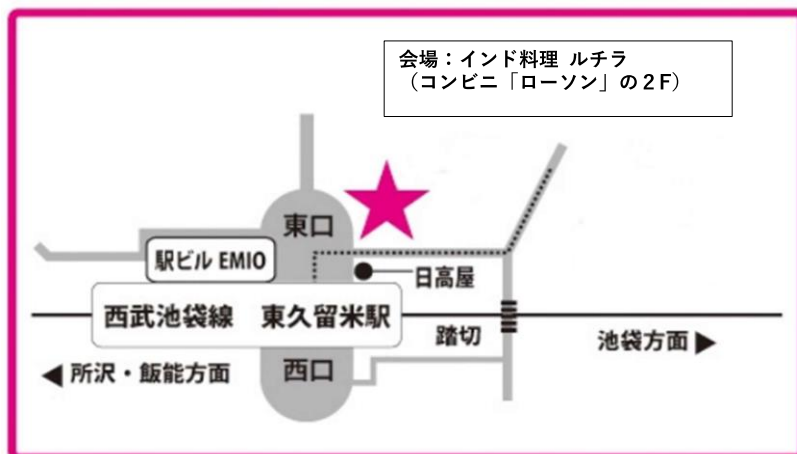 会場：インド料理 ルチラ
（コンビニ「ローソン」の２F）
東口
駅ビル EMIO
日高屋
西武池袋線 東久留米駅
踏切
池袋方面▶
◀所沢・飯能方面
西口